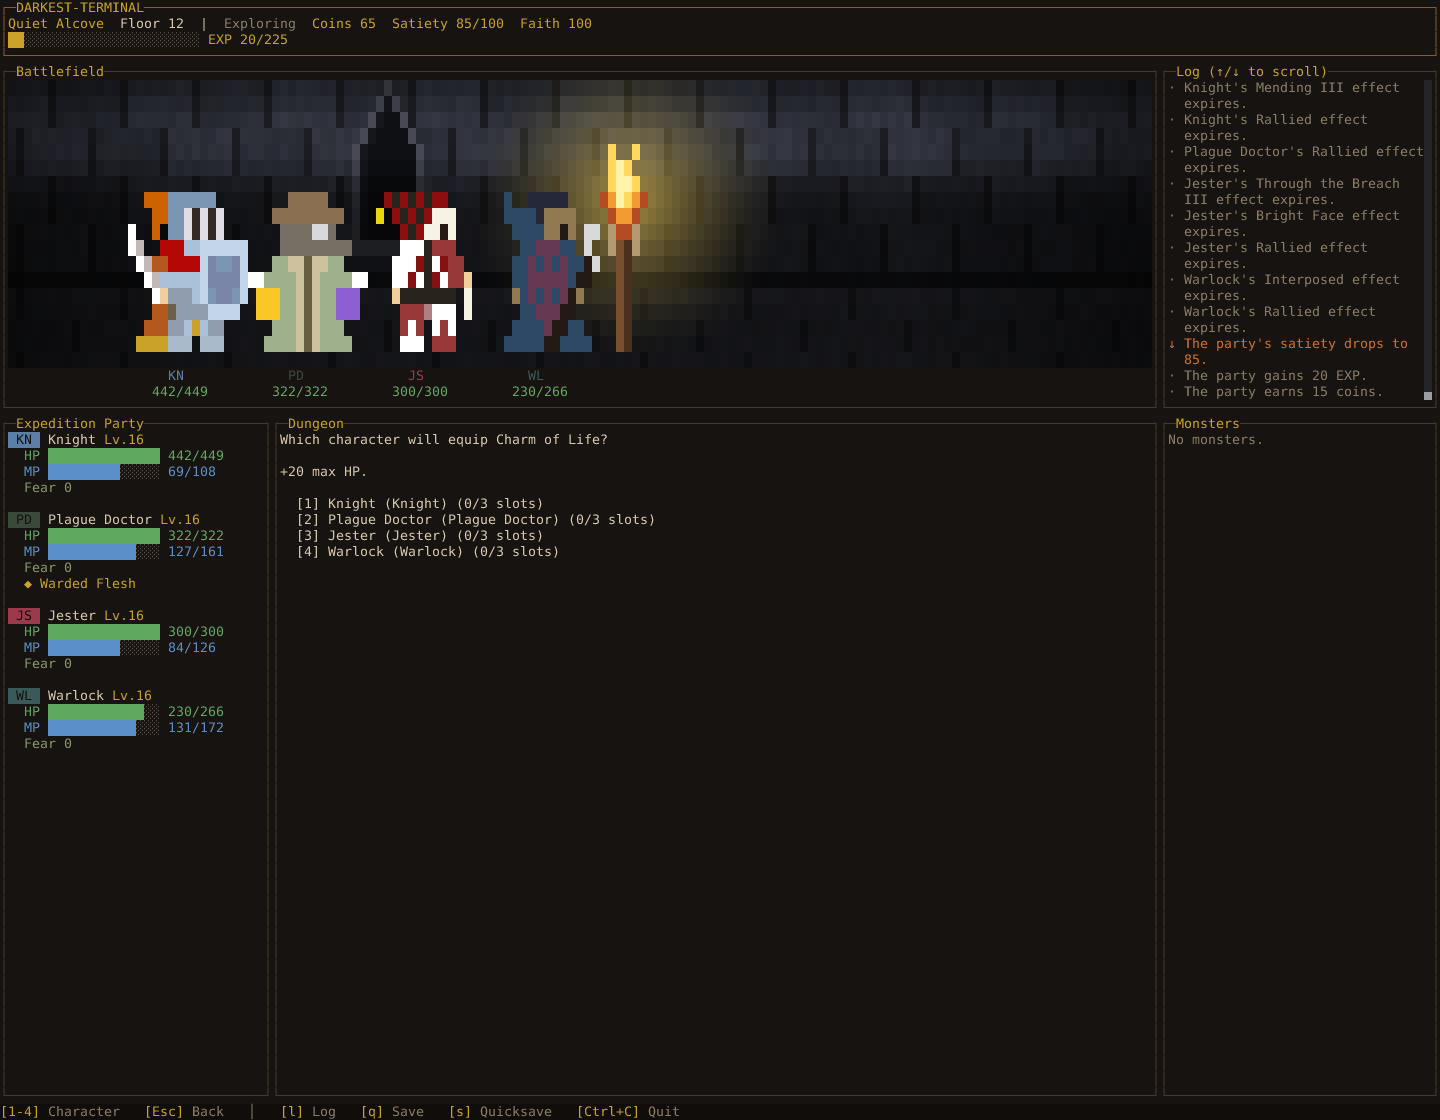 DARKEST-TERMINAL
Quiet Alcove  Floor 12  |  Exploring  Coins 65  Satiety 85/100  Faith 100
EXP 20/225
Battlefield
KN PD JS WL
442/449 322/322 300/300 230/266
Log (↑/↓ to scroll)
· Knight's Mending III effect
expires.
· Knight's Rallied effect
expires.
· Plague Doctor's Rallied effect
expires.
· Jester's Through the Breach
III effect expires.
· Jester's Bright Face effect
expires.
· Jester's Rallied effect
expires.
· Warlock's Interposed effect
expires.
· Warlock's Rallied effect
expires.
↓ The party's satiety drops to
85.
· The party gains 20 EXP.
· The party earns 15 coins.
Expedition Party
KN Knight Lv.16
HP 442/449
MP 69/108
Fear 0
PD Plague Doctor Lv.16
HP 322/322
MP 127/161
Fear 0
◆ Warded Flesh
JS Jester Lv.16
HP 300/300
MP 84/126
Fear 0
WL Warlock Lv.16
HP 230/266
MP 131/172
Fear 0
Dungeon
Which character will equip Charm of Life?
+20 max HP.
[1] Knight (Knight) (0/3 slots)
[2] Plague Doctor (Plague Doctor) (0/3 slots)
[3] Jester (Jester) (0/3 slots)
[4] Warlock (Warlock) (0/3 slots)
Monsters
No monsters.
[1-4] Character   [Esc] Back   |   [l] Log   [q] Save   [s] Quicksave   [Ctrl+C] Quit